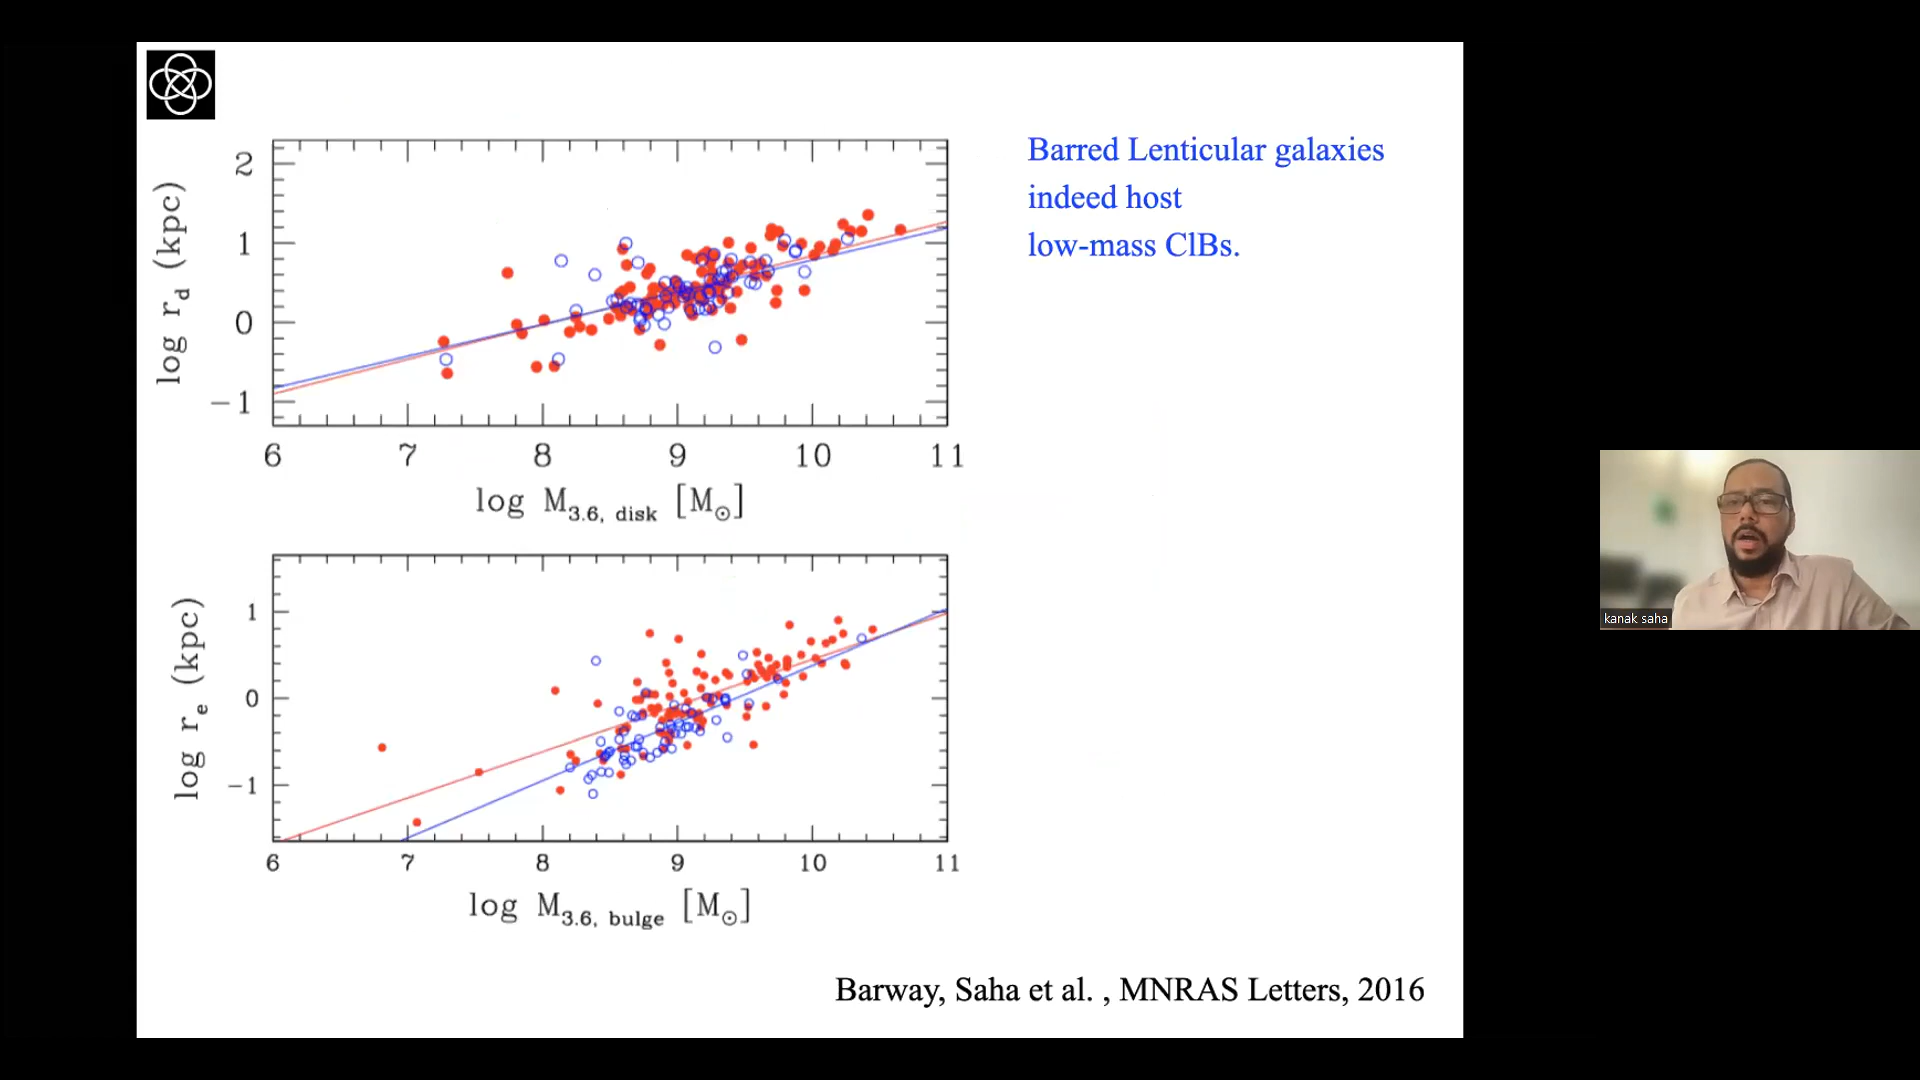 Barred Lenticular galaxies
indeed host
low-mass ClBs.
log r_d (kpc)
2
1
0
−1
6 7 8 9 10 11
log M_3.6, disk [M_⊙]
log r_e (kpc)
1
0
−1
6 7 8 9 10 11
log M_3.6, bulge [M_⊙]
Barway, Saha et al. , MNRAS Letters, 2016
kanak saha